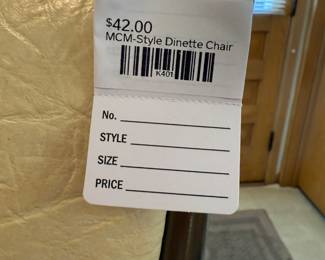 $42.00
MCM-Style Dinette Chair
K401
No.
STYLE
SIZE
PRICE